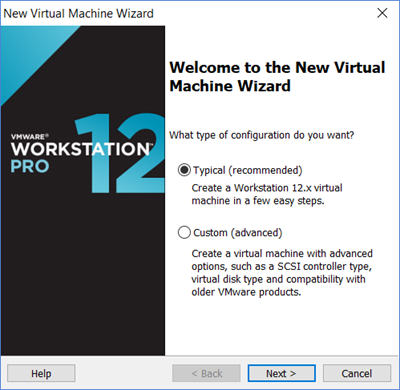 New Virtual Machine Wizard
Welcome to the New Virtual
Machine Wizard
VMWARE®
WORKSTATION
PRO
12
What type of configuration do you want?
Typical (recommended)
Create a Workstation 12.x virtual
machine in a few easy steps.
Custom (advanced)
Create a virtual machine with advanced
options, such as a SCSI controller type,
virtual disk type and compatibility with
older VMware products.
Help
< Back
Next >
Cancel